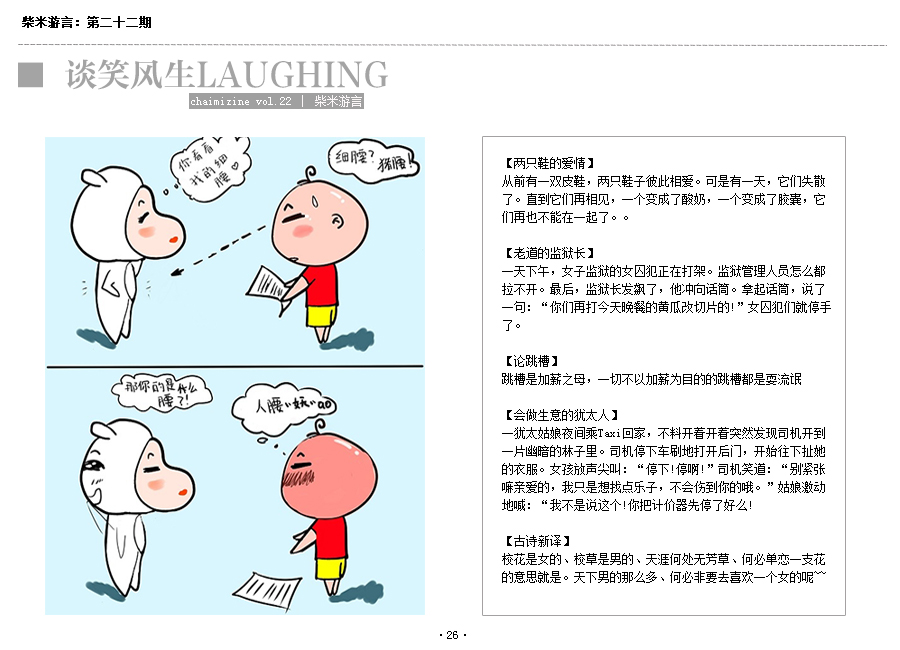 柴米游言：第二十二期
谈笑风生LAUGHING
chaimizine vol.22 | 柴米游言
你看看
我的细
腰♡
细腰？
猪腰！
那你的是什么
腰？！
人腰“妖”。。
【两只鞋的爱情】
从前有一双皮鞋，两只鞋子彼此相爱。可是有一天，它们失散
了。直到它们再相见，一个变成了酸奶，一个变成了胶囊，它
们再也不能在一起了。。
【老道的监狱长】
一天下午，女子监狱的女囚犯正在打架。监狱管理人员怎么都
拉不开。最后，监狱长发飙了，他冲向话筒。拿起话筒，说了
一句：“你们再打今天晚餐的黄瓜改切片的!”女囚犯们就停手
了。
【论跳槽】
跳槽是加薪之母，一切不以加薪为目的的跳槽都是耍流氓
【会做生意的犹太人】
一犹太姑娘夜间乘Taxi回家，不料开着开着突然发现司机开到
一片幽暗的林子里。司机停下车刷地打开后门，开始往下扯她
的衣服。女孩放声尖叫：“停下!停啊!”司机笑道：“别紧张
嘛亲爱的，我只是想找点乐子，不会伤到你的哦。”姑娘激动
地喊：“我不是说这个!你把计价器先停了好么!
【古诗新译】
校花是女的、校草是男的、天涯何处无芳草、何必单恋一支花
的意思就是。天下男的那么多、何必非要去喜欢一个女的呢~~
·26·